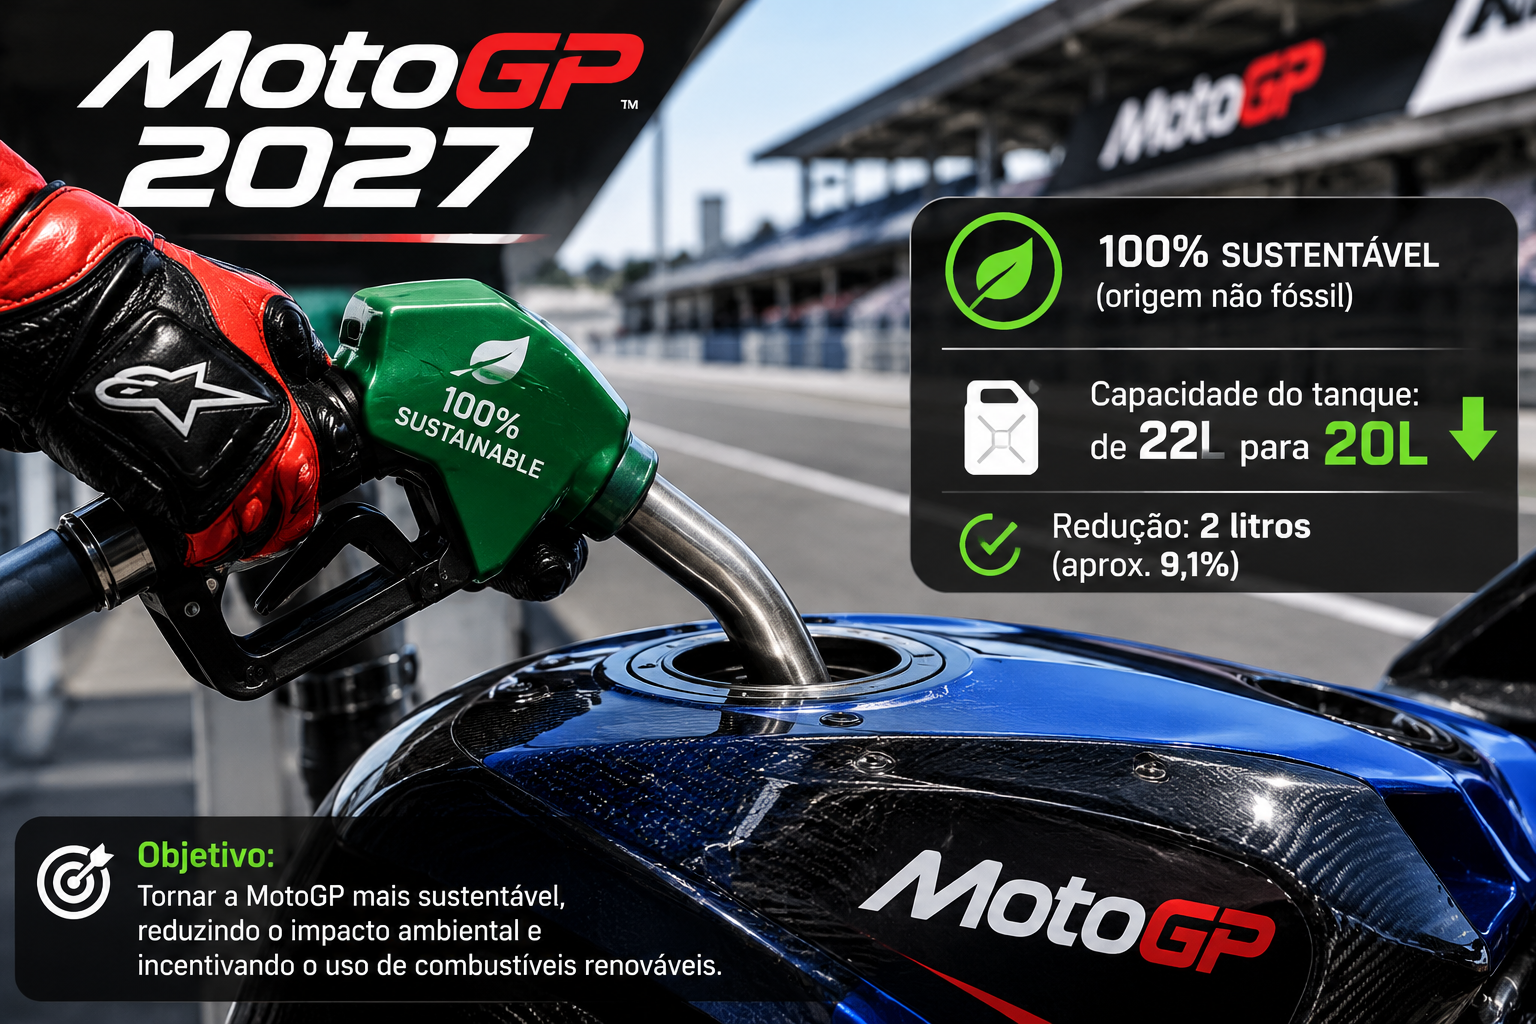 MotoGP™
2027
MotoGP
100%
SUSTAINABLE
100% SUSTENTÁVEL
(origem não fóssil)
Capacidade do tanque:
de 22L para 20L
Redução: 2 litros
(aprox. 9,1%)
Objetivo:
Tornar a MotoGP mais sustentável,
reduzindo o impacto ambiental e
incentivando o uso de combustíveis renováveis.
MotoGP